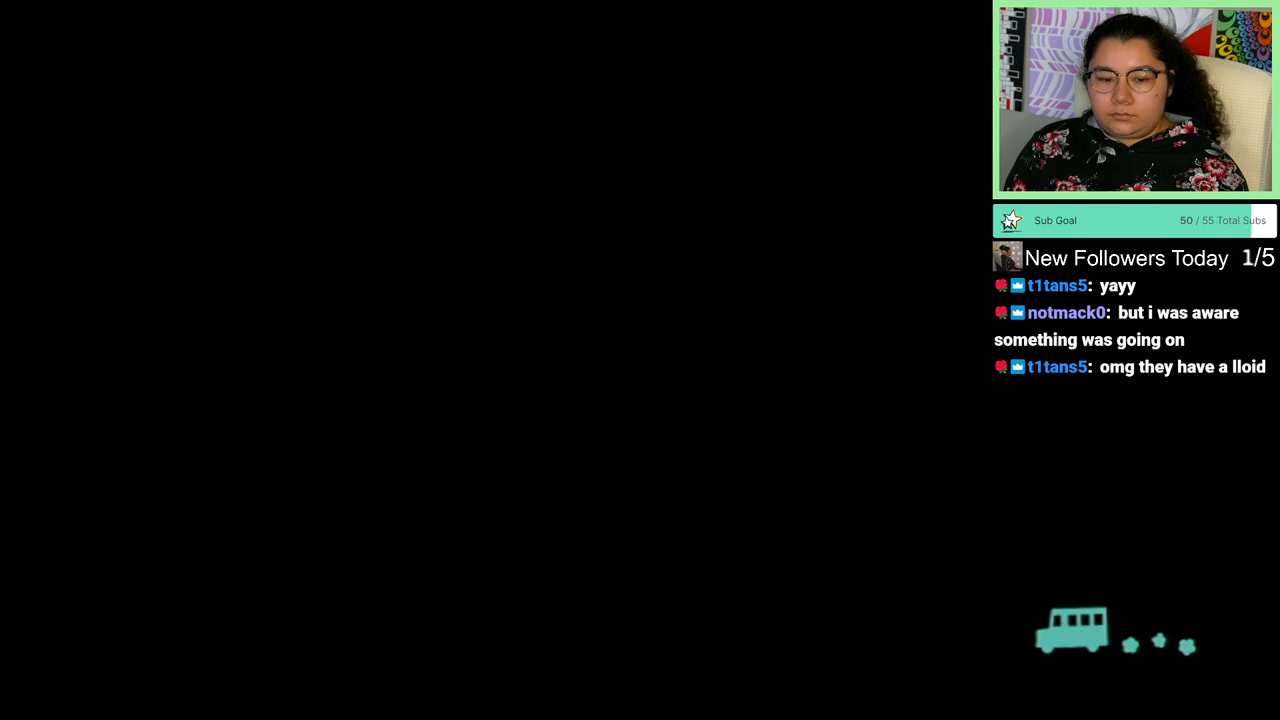 Sub Goal 50 / 55 Total Subs
New Followers Today 1/5
t1tans5: yayy
notmack0: but i was aware
something was going on
t1tans5: omg they have a lloid